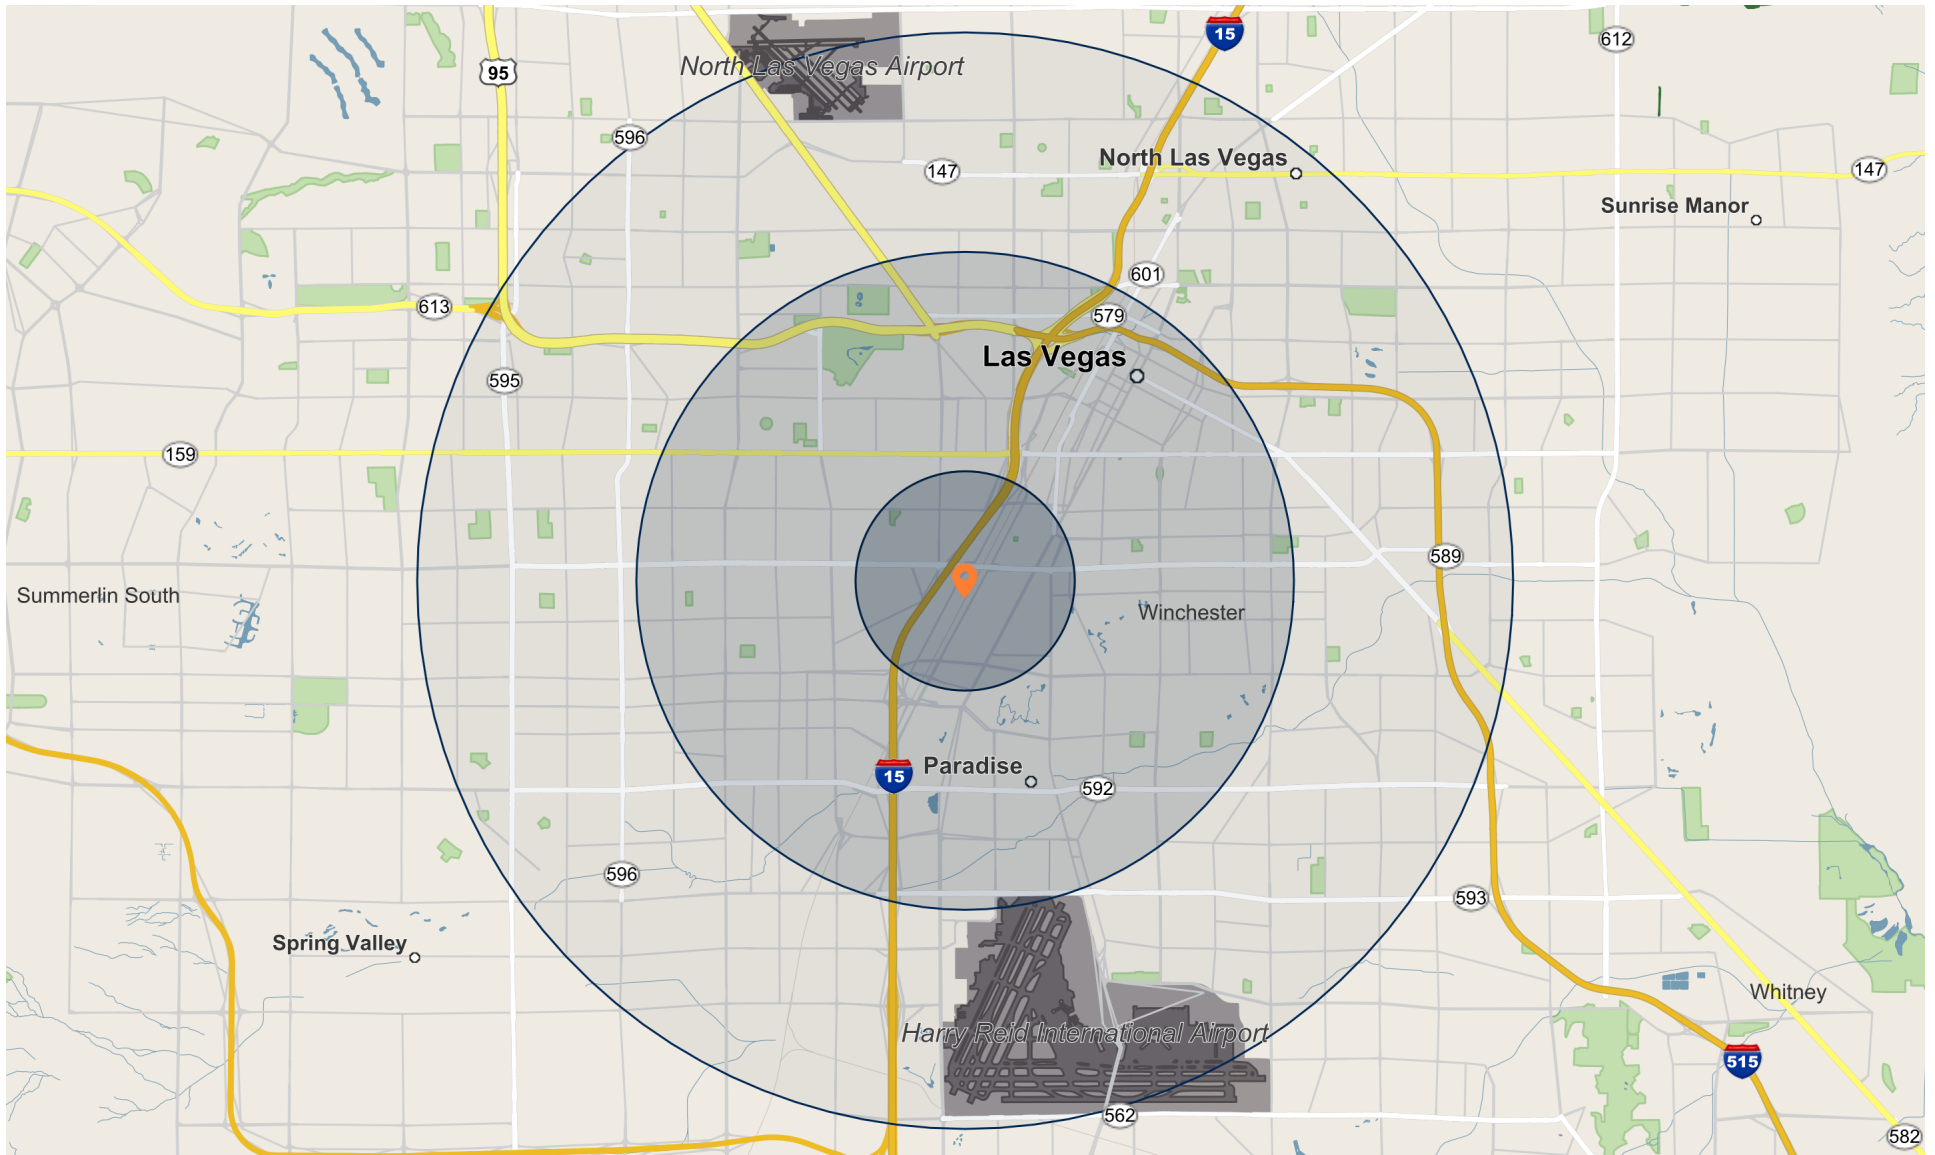 15
612
95
North Las Vegas Airport
596
North Las Vegas
147
147
Sunrise Manor
601
613
579
Las Vegas
595
159
589
Summerlin South
Winchester
Paradise
15
592
596
593
Spring Valley
Whitney
Harry Reid International Airport
515
562
582